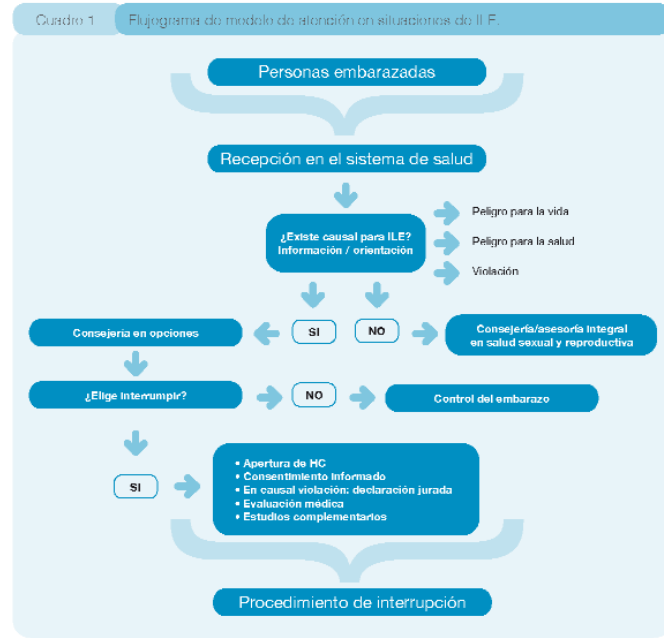 Cuadro 1
Flujograma de modelo de atención en situaciones de ILE.
Personas embarazadas
Recepción en el sistema de salud
¿Existe causal para ILE?
Información / orientación
Peligro para la vida
Peligro para la salud
Violación
Consejería en opciones
SI
NO
Consejería/asesoría integral
en salud sexual y reproductiva
¿Elige interrumpir?
NO
Control del embarazo
SI
• Apertura de HC
• Consentimiento informado
• En causal violación: declaración jurada
• Evaluación médica
• Estudios complementarios
Procedimiento de interrupción